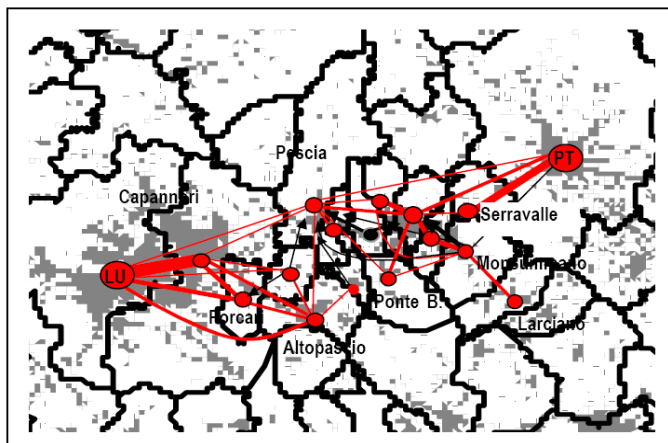 Pescia
PT
Capannori
Serravalle
Monsummano
LU
Ponte B.
Porcari
Larciano
Altopascio